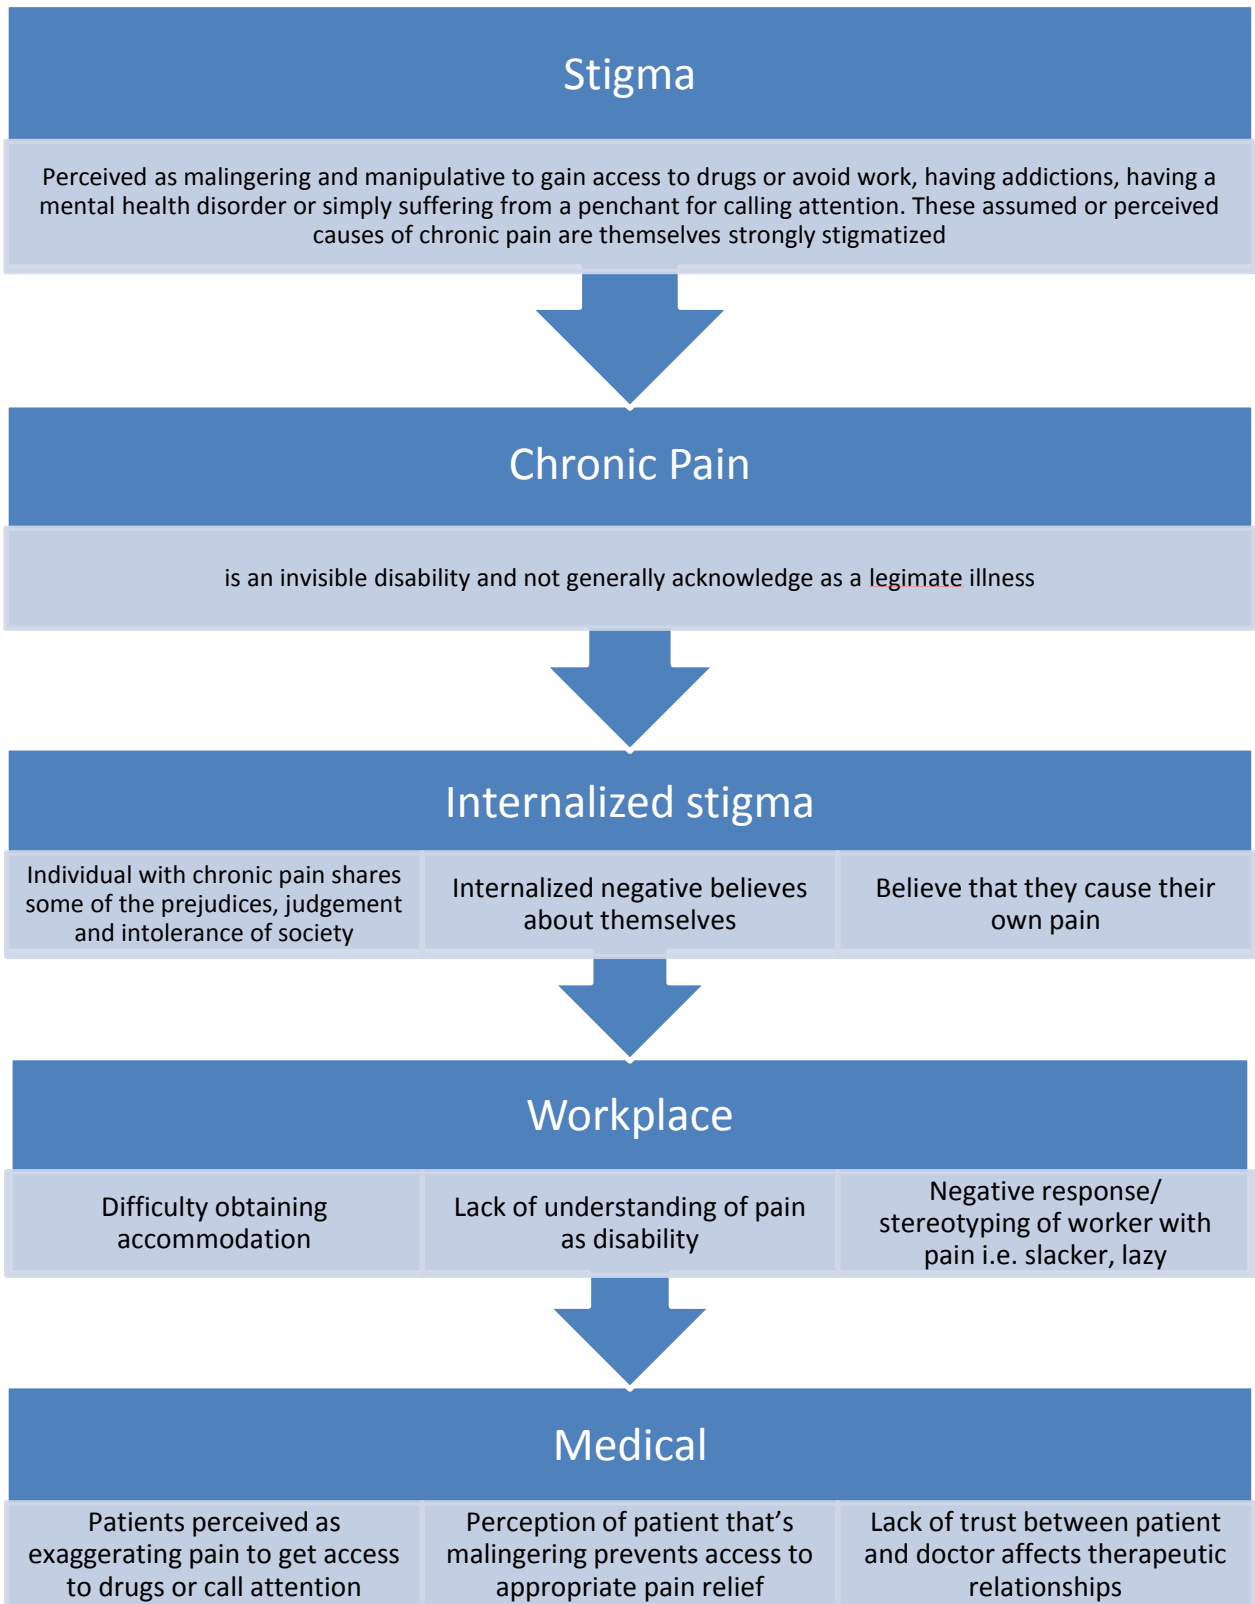 Stigma
Perceived as malingering and manipulative to gain access to drugs or avoid work, having addictions, having a
mental health disorder or simply suffering from a penchant for calling attention. These assumed or perceived
causes of chronic pain are themselves strongly stigmatized
Chronic Pain
is an invisible disability and not generally acknowledge as a legimate illness
Internalized stigma
Individual with chronic pain shares
some of the prejudices, judgement
and intolerance of society
Internalized negative believes
about themselves
Believe that they cause their
own pain
Workplace
Difficulty obtaining
accommodation
Lack of understanding of pain
as disability
Negative response/
stereotyping of worker with
pain i.e. slacker, lazy
Medical
Patients perceived as
exaggerating pain to get access
to drugs or call attention
Perception of patient that's
malingering prevents access to
appropriate pain relief
Lack of trust between patient
and doctor affects therapeutic
relationships